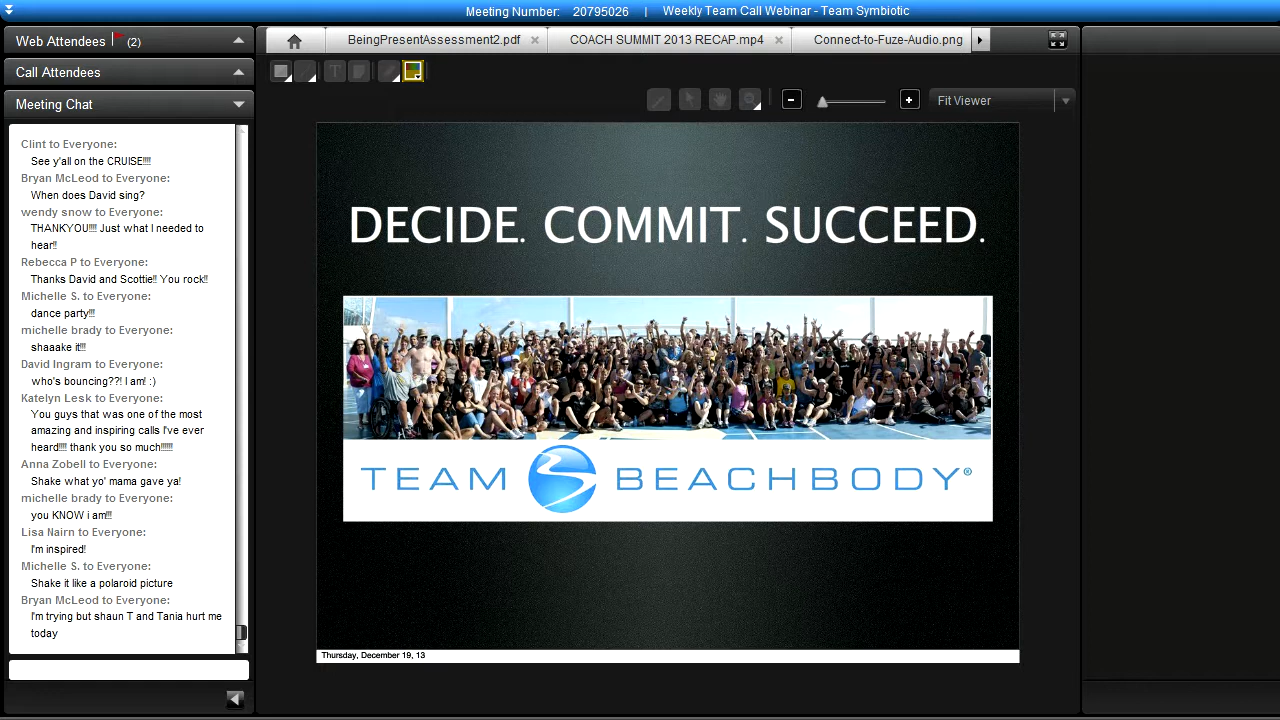 Meeting Number: 20795026 | Weekly Team Call Webinar - Team Symbiotic
Web Attendees (2)
Call Attendees
Meeting Chat
BeingPresentAssessment2.pdf
COACH SUMMIT 2013 RECAP.mp4
Connect-to-Fuze-Audio.png
Fit Viewer
Clint to Everyone:
See y'all on the CRUISE!!!!
Bryan McLeod to Everyone:
When does David sing?
wendy snow to Everyone:
THANKYOU!!!! Just what I needed to
hear!!
Rebecca P to Everyone:
Thanks David and Scottie!! You rock!!
Michelle S. to Everyone:
dance party!!!
michelle brady to Everyone:
shaaake it!!!
David Ingram to Everyone:
who's bouncing??! I am! :)
Katelyn Lesk to Everyone:
You guys that was one of the most
amazing and inspiring calls I've ever
heard!!!! thank you so much!!!!!!
Anna Zobell to Everyone:
Shake what yo' mama gave ya!
michelle brady to Everyone:
you KNOW i am!!!
Lisa Nairn to Everyone:
I'm inspired!
Michelle S. to Everyone:
Shake it like a polaroid picture
Bryan McLeod to Everyone:
I'm trying but shaun T and Tania hurt me
today
DECIDE. COMMIT. SUCCEED.
TEAM BEACHBODY®
Thursday, December 19, 13